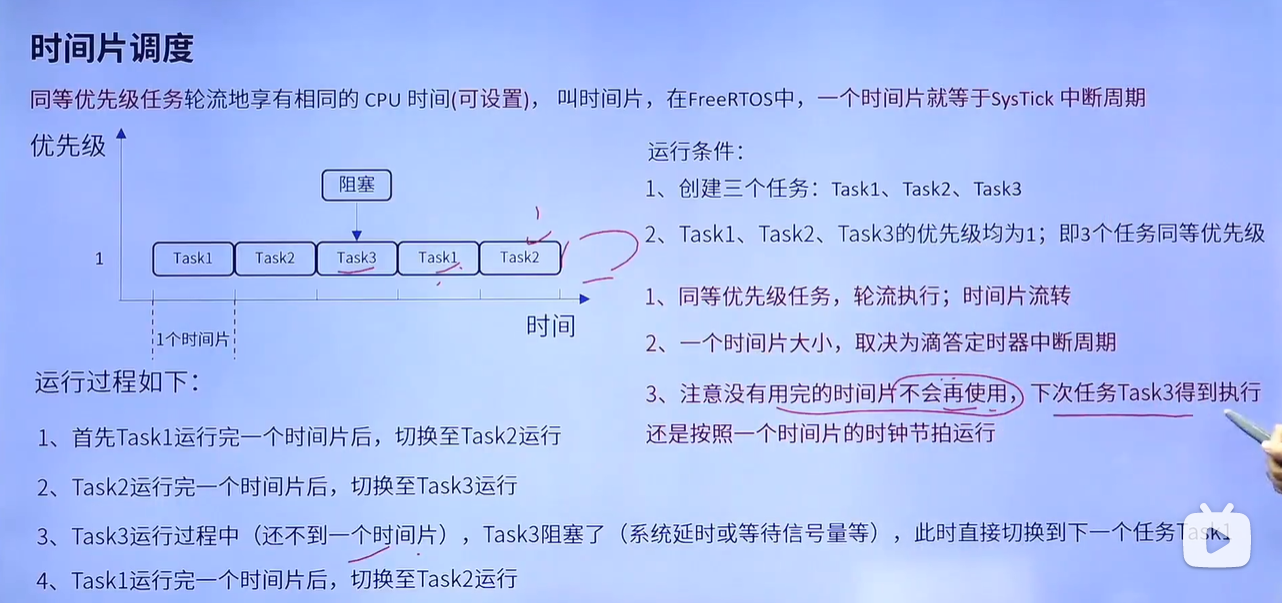 时间片调度
同等优先级任务轮流地享有相同的 CPU 时间(可设置)， 叫时间片，在FreeRTOS中，一个时间片就等于SysTick 中断周期
优先级
阻塞
1
Task1
Task2
Task3
Task1
Task2
1个时间片
时间
运行条件：
1、创建三个任务：Task1、Task2、Task3
2、Task1、Task2、Task3的优先级均为1；即3个任务同等优先级
1、同等优先级任务，轮流执行；时间片流转
2、一个时间片大小，取决为滴答定时器中断周期
3、注意没有用完的时间片不会再使用，下次任务Task3得到执行
还是按照一个时间片的时钟节拍运行
运行过程如下：
1、首先Task1运行完一个时间片后，切换至Task2运行
2、Task2运行完一个时间片后，切换至Task3运行
3、Task3运行过程中（还不到一个时间片），Task3阻塞了（系统延时或等待信号量等），此时直接切换到下一个任务Task1
4、Task1运行完一个时间片后，切换至Task2运行